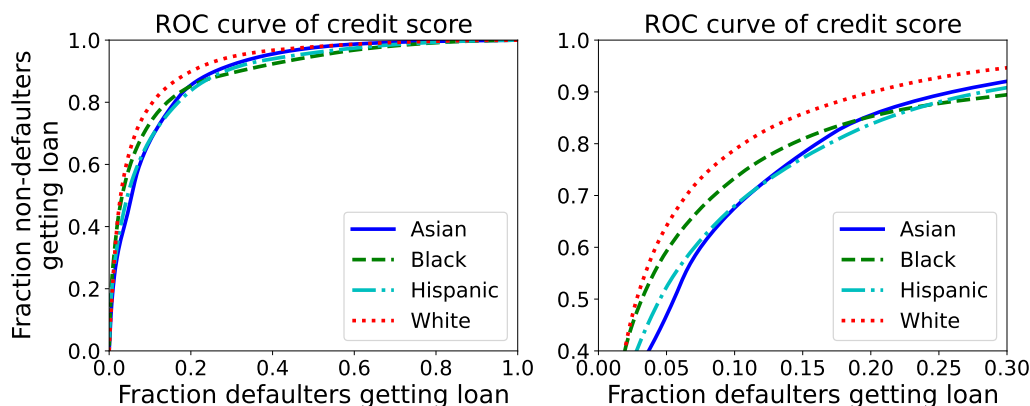 ROC curve of credit score
Fraction non-defaulters
getting loan
1.0
0.8
0.6
0.4
0.2
0.0
0.0 0.2 0.4 0.6 0.8 1.0
Asian
Black
Hispanic
White
Fraction defaulters getting loan
ROC curve of credit score
1.0
0.9
0.8
0.7
0.6
0.5
0.4
0.00 0.05 0.10 0.15 0.20 0.25 0.30
Asian
Black
Hispanic
White
Fraction defaulters getting loan